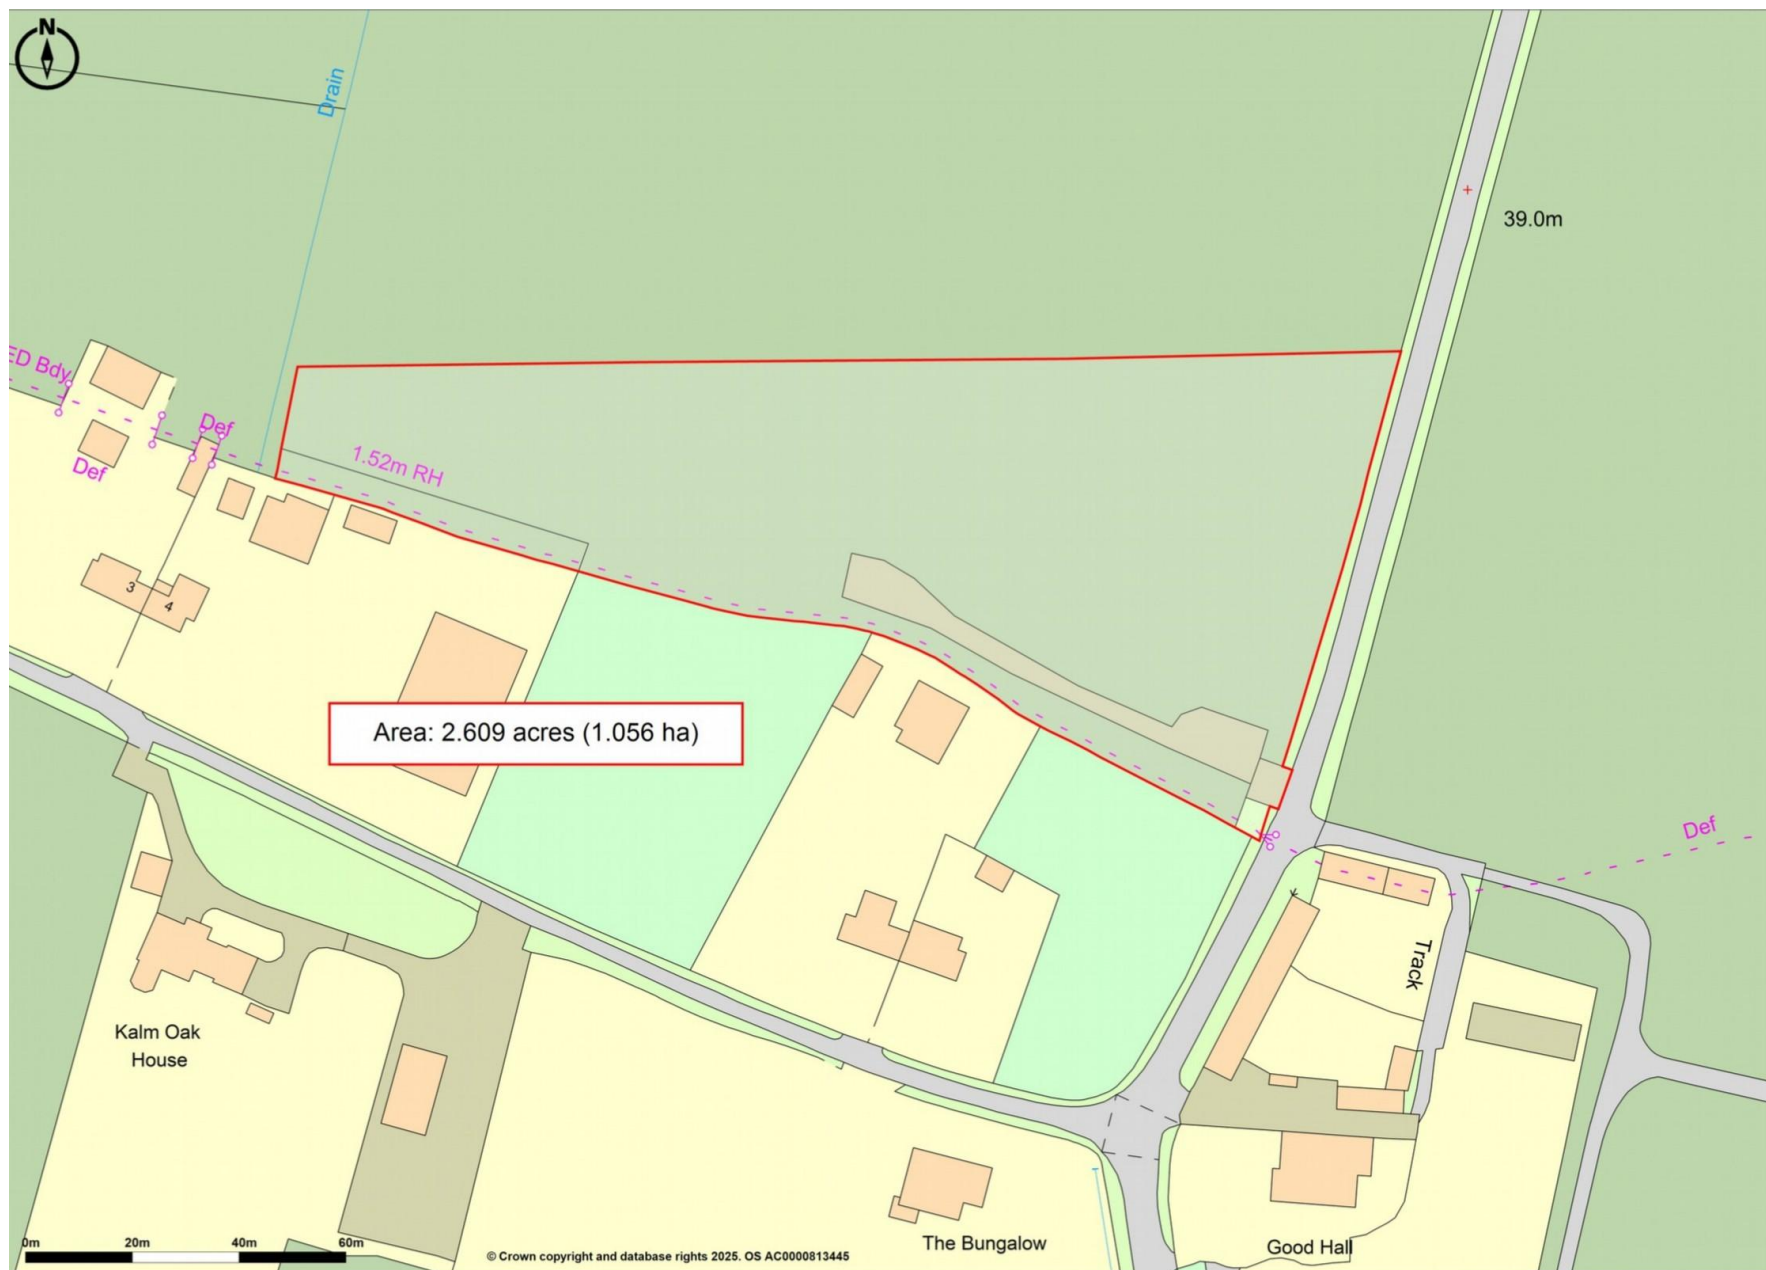 N
Drain
39.0m
ED Bdy
Def
Def
1.52m RH
3
4
Area: 2.609 acres (1.056 ha)
Def
Track
Kalm Oak
House
The Bungalow
Good Hall
0m 20m 40m 60m
© Crown copyright and database rights 2025. OS AC0000813445